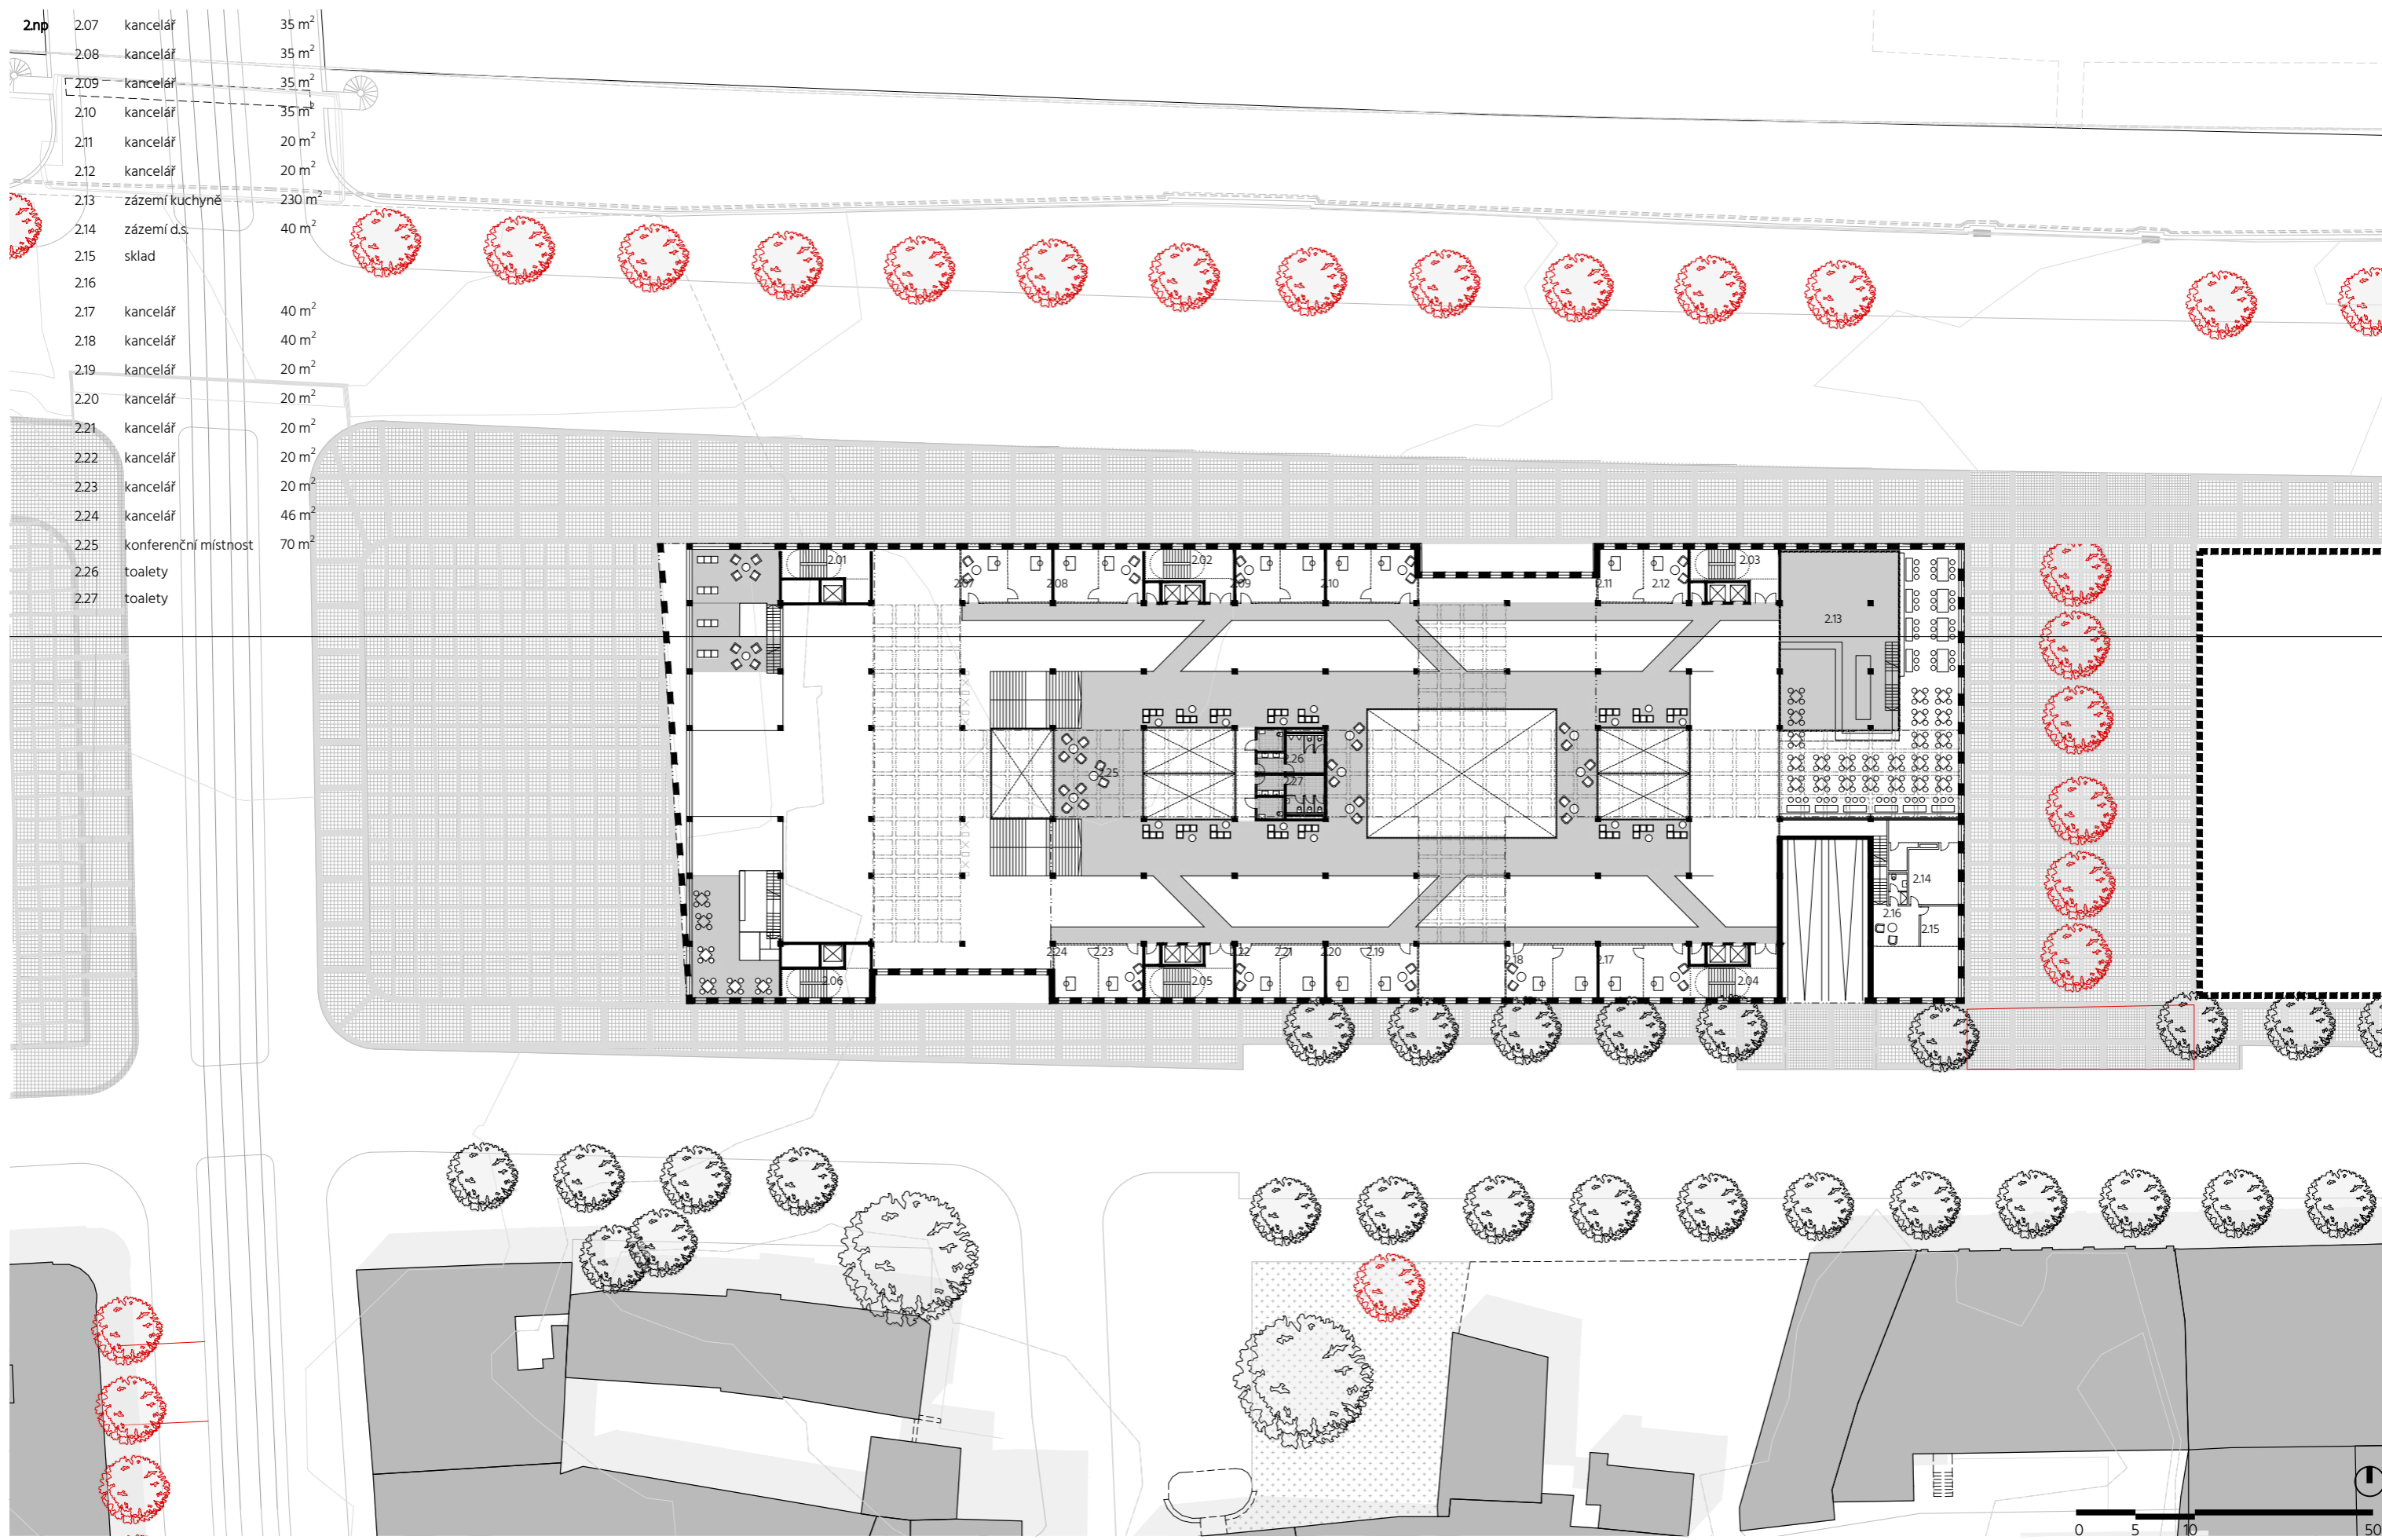 2.np 2.07 kancelář 35 m²
2.08 kancelář 35 m²
2.09 kancelář 35 m²
2.10 kancelář 35 m²
2.11 kancelář 20 m²
2.12 kancelář 20 m²
2.13 zázemí kuchyně 230 m²
2.14 zázemí d.s. 40 m²
2.15 sklad
2.16
2.17 kancelář 40 m²
2.18 kancelář 40 m²
2.19 kancelář 20 m²
2.20 kancelář 20 m²
2.21 kancelář 20 m²
2.22 kancelář 20 m²
2.23 kancelář 20 m²
2.24 kancelář 46 m²
2.25 konferenční místnost 70 m²
2.26 toalety
2.27 toalety
2.01 2.02 2.03
2.07 2.08 2.09 2.10 2.11 2.12
2.13
2.26
2.25
2.27
2.14
2.16
2.15
2.24 2.23 2.22 2.21 2.20 2.19 2.18 2.17
2.06 2.05 2.04
0 5 10 50